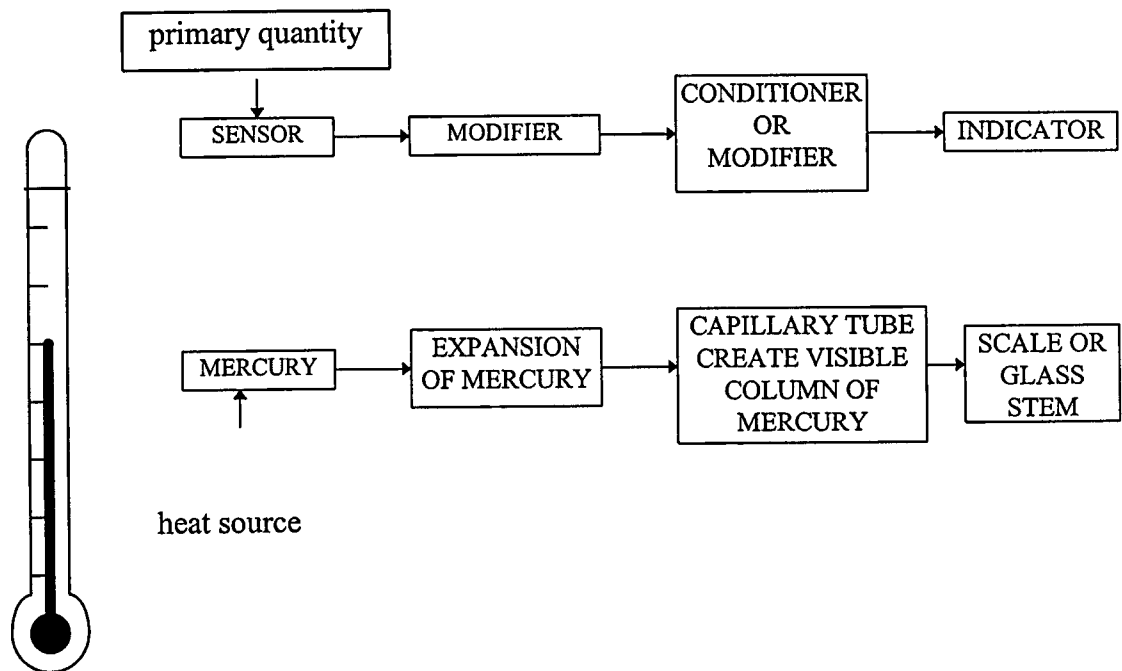 primary quantity
SENSOR
MODIFIER
CONDITIONER
OR
MODIFIER
INDICATOR
MERCURY
EXPANSION
OF MERCURY
CAPILLARY TUBE
CREATE VISIBLE
COLUMN OF
MERCURY
SCALE OR
GLASS
STEM
heat source